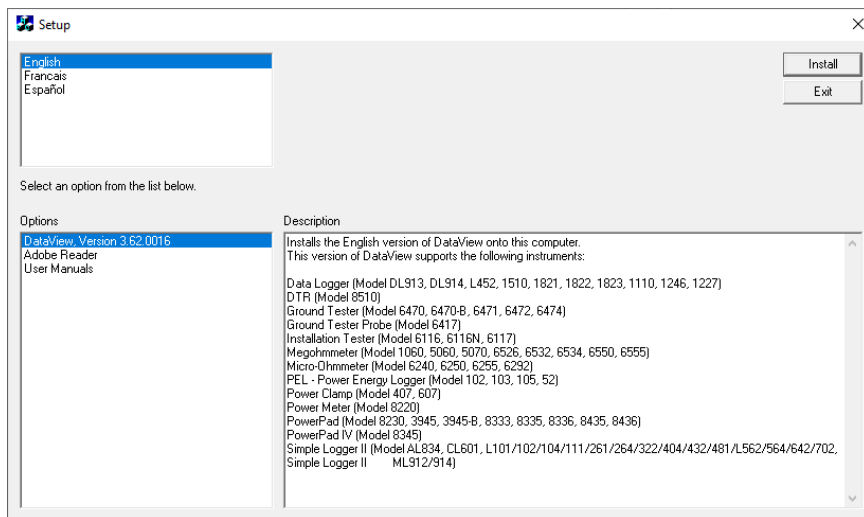 Setup
English
Francais
Español
Install
Exit
Select an option from the list below.
Options
DataView, Version 3.62.0016
Adobe Reader
User Manuals
Description
Installs the English version of DataView onto this computer.
This version of DataView supports the following instruments:
Data Logger (Model DL913, DL914, L452, 1510, 1821, 1822, 1823, 1110, 1246, 1227)
DTR (Model 8510)
Ground Tester (Model 6470, 6470-B, 6471, 6472, 6474)
Ground Tester Probe (Model 6417)
Installation Tester (Model 6116, 6116N, 6117)
Megohmmeter (Model 1060, 5060, 5070, 6526, 6532, 6534, 6550, 6555)
Micro-Ohmmeter (Model 6240, 6250, 6255, 6292)
PEL - Power Energy Logger (Model 102, 103, 105, 52)
Power Clamp (Model 407, 607)
Power Meter (Model 8220)
PowerPad (Model 8230, 3945, 3945-B, 8333, 8335, 8336, 8435, 8436)
PowerPad IV (Model 8345)
Simple Logger II (Model AL834, CL601, L101/102/104/111/261/264/322/404/432/481/L562/564/642/702,
Simple Logger II ML912/914)